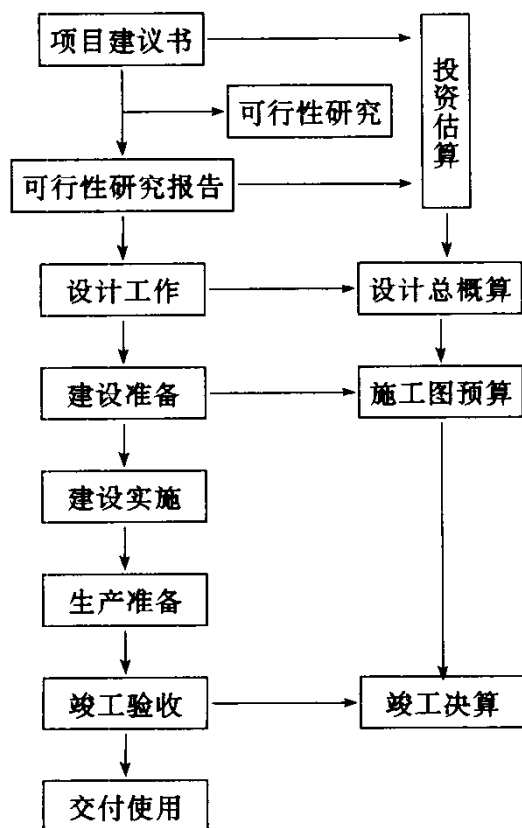 项目建议书
投资估算
可行性研究
可行性研究报告
设计工作
设计总概算
建设准备
施工图预算
建设实施
生产准备
竣工验收
竣工决算
交付使用